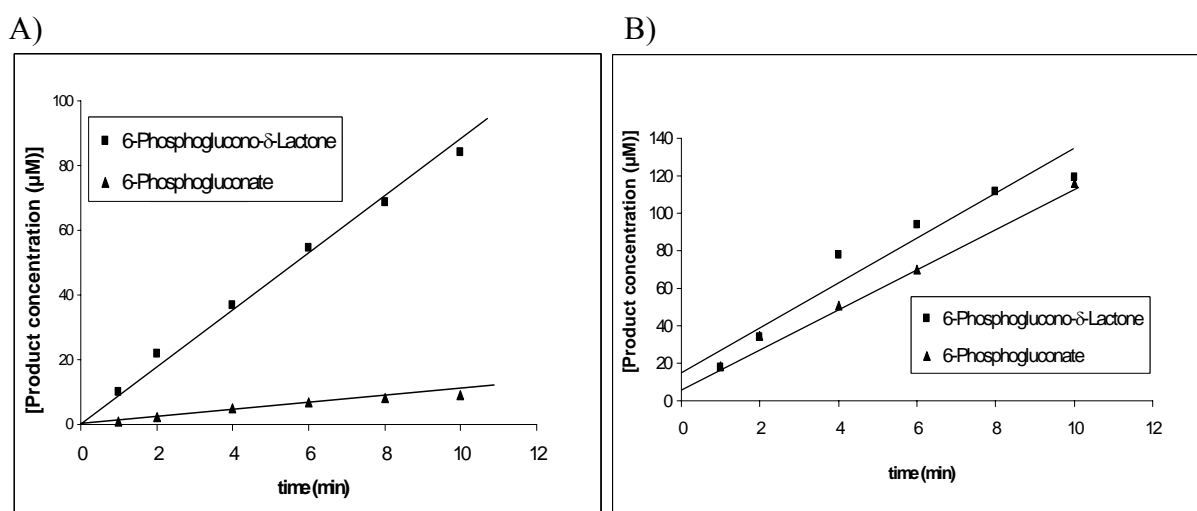 A)
[Product concentration (µM)]
100
80
60
40
20
0
6-Phosphoglucono-δ-Lactone
6-Phosphogluconate
0 2 4 6 8 10 12
time (min)
B)
[Product concentration (µM)]
140
120
100
80
60
40
20
0
6-Phosphoglucono-δ-Lactone
6-Phosphogluconate
0 2 4 6 8 10 12
time (min)